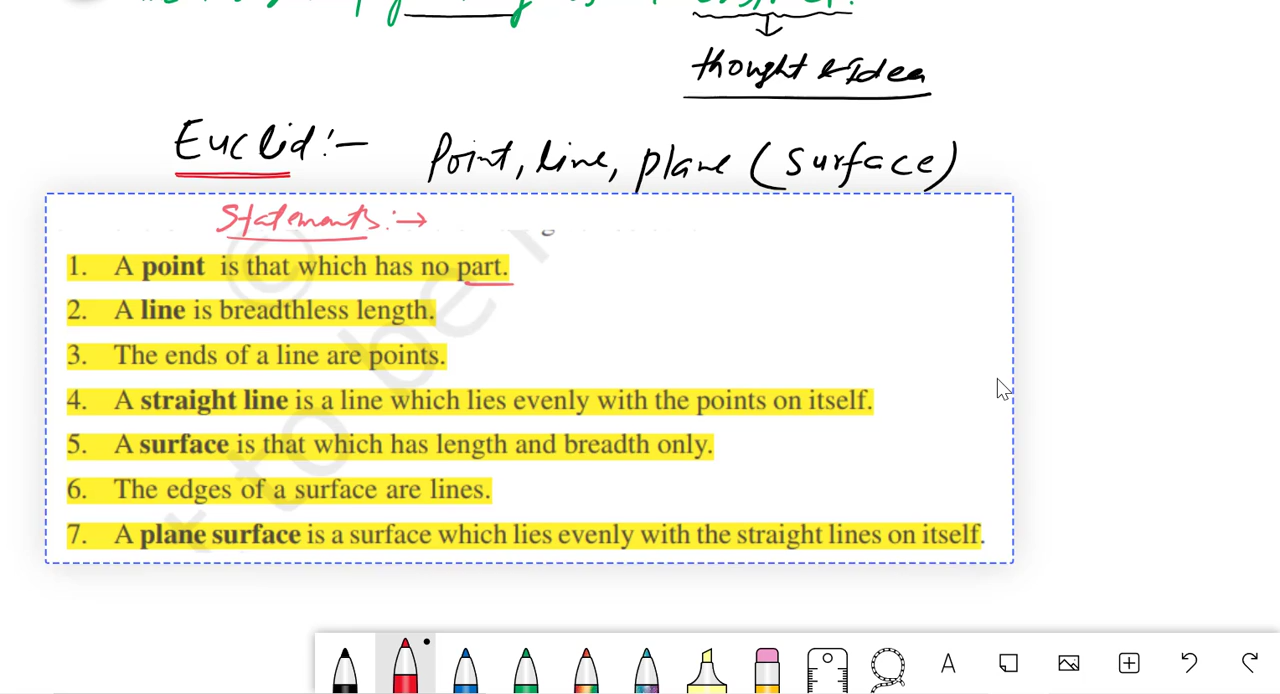 thought & Idea
Euclid:-
Point, line, plane (surface)
Statements:→
1. A point is that which has no part.
2. A line is breadthless length.
3. The ends of a line are points.
4. A straight line is a line which lies evenly with the points on itself.
5. A surface is that which has length and breadth only.
6. The edges of a surface are lines.
7. A plane surface is a surface which lies evenly with the straight lines on itself.
A